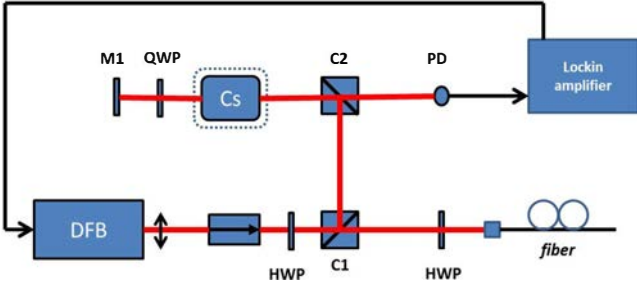 M1
QWP
Cs
C2
PD
Lockin
amplifier
DFB
HWP
C1
HWP
fiber